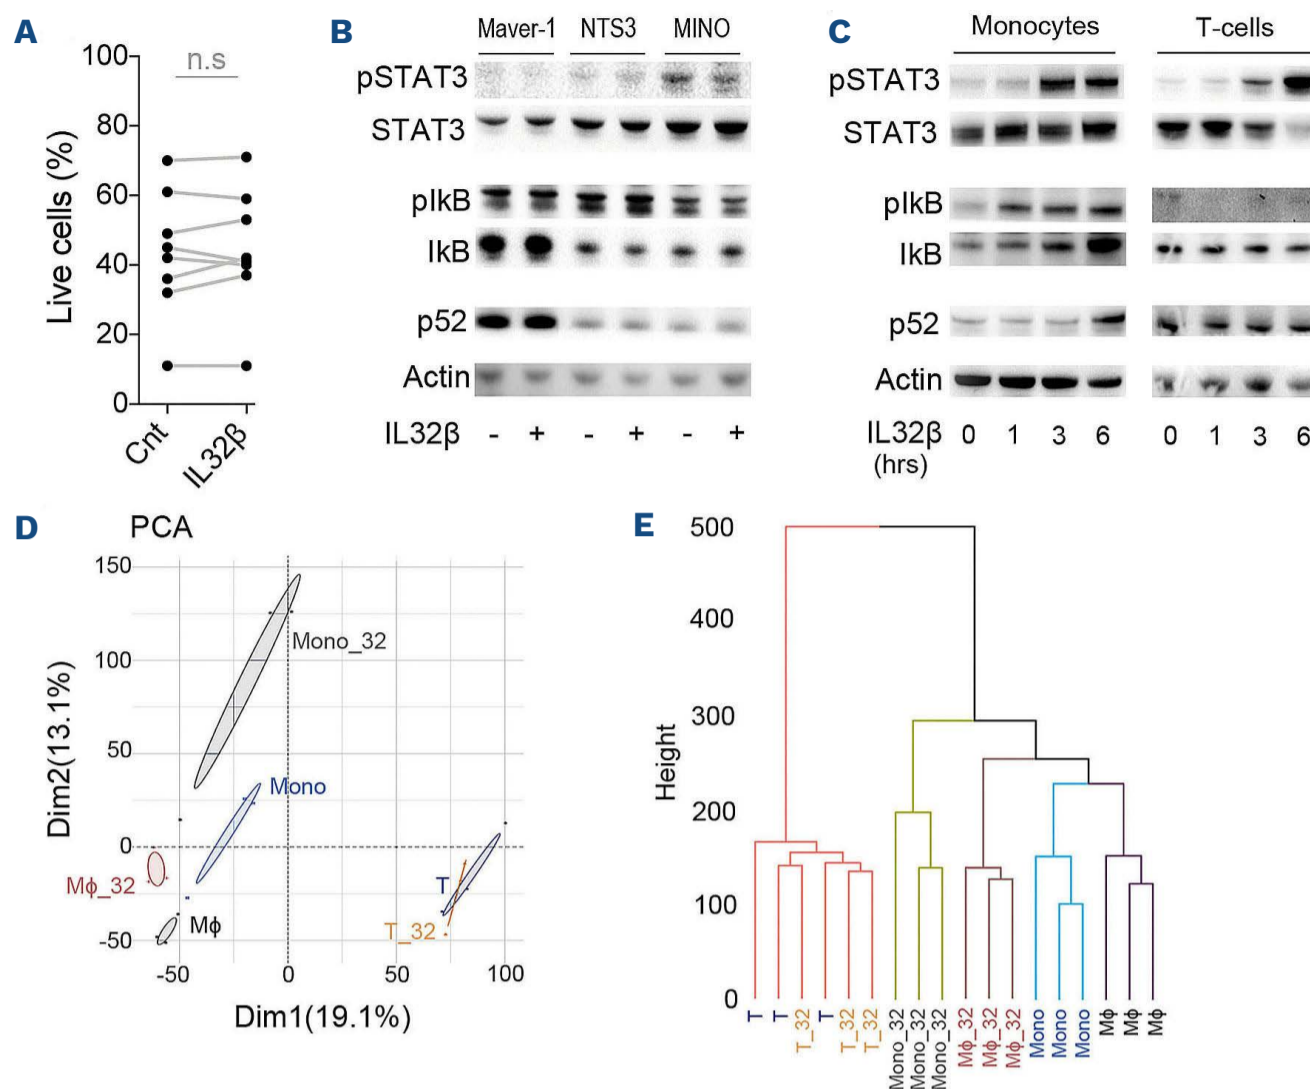 A
n.s
100
80
60
40
20
0
Live cells (%)
Cnt
IL32β
B
Maver-1 NTS3 MINO
pSTAT3
STAT3
pIkB
IkB
p52
Actin
IL32β - + - + - +
C
Monocytes T-cells
pSTAT3
STAT3
pIkB
IkB
p52
Actin
IL32β 0 1 3 6 0 1 3 6
(hrs)
D
PCA
150
100
50
0
-50
Dim2(13.1%)
Mono_32
Mono
Mϕ_32
Mϕ
T
T_32
-50 0 50 100
Dim1(19.1%)
E
500
400
300
200
100
0
Height
T
T
T_32
T
T_32
T_32
Mono_32
Mono_32
Mono_32
Mϕ_32
Mϕ_32
Mϕ_32
Mono
Mono
Mono
Mϕ
Mϕ
Mϕ